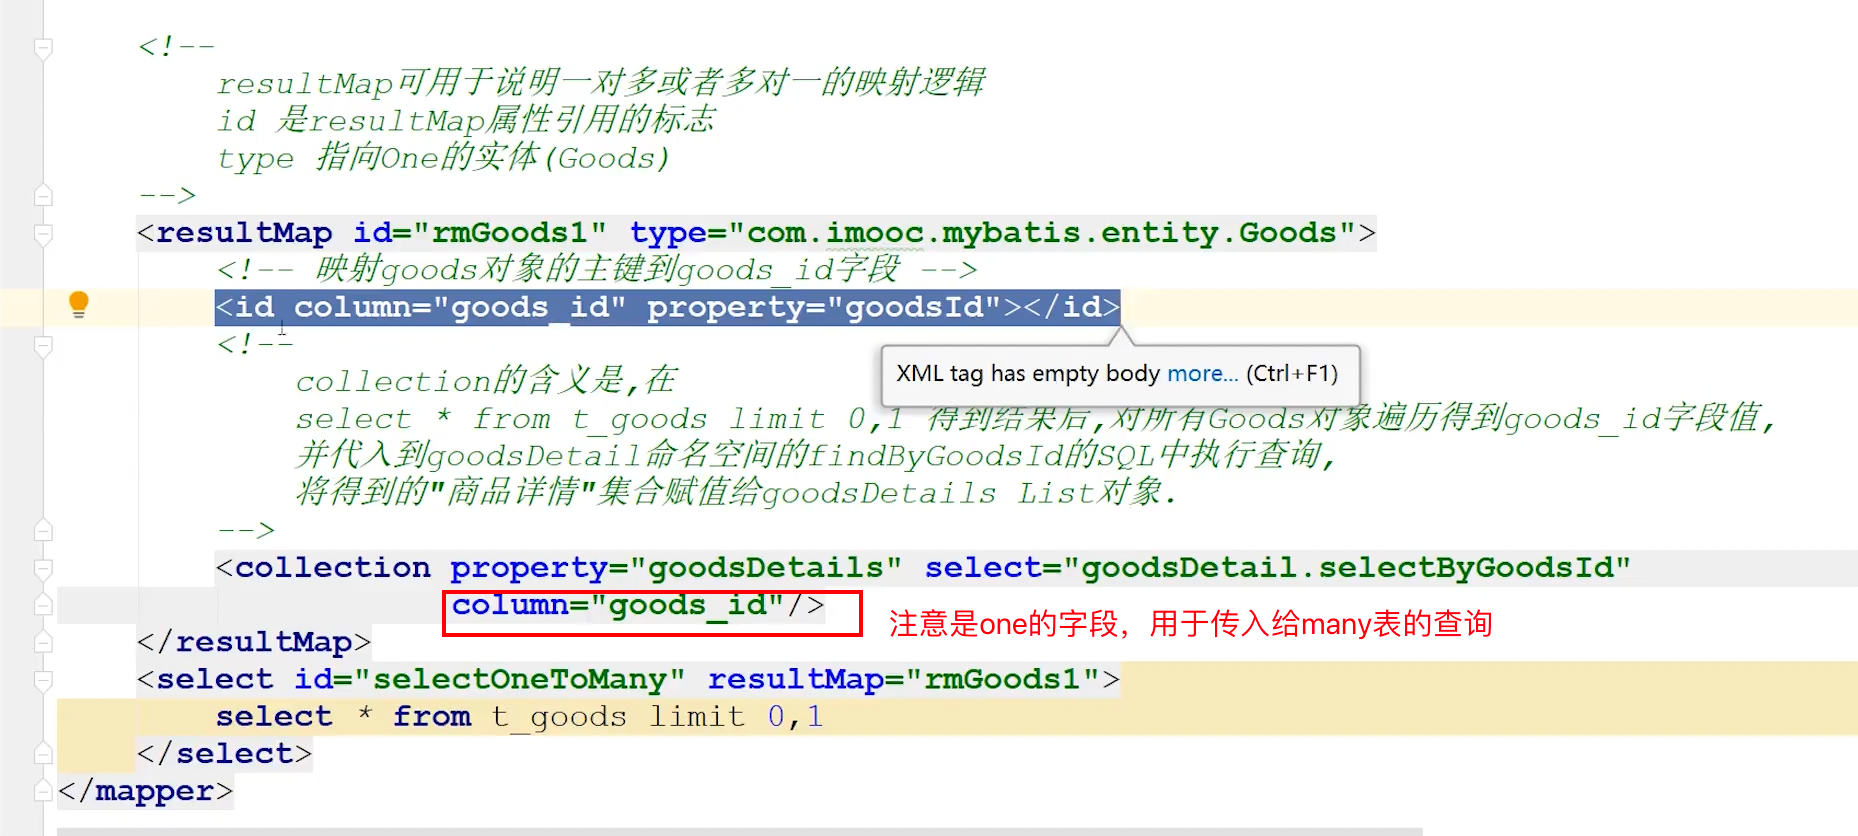 <!--
resultMap可用于说明一对多或者多对一的映射逻辑
id 是resultMap属性引用的标志
type 指向One的实体(Goods)
-->
<resultMap id="rmGoods1" type="com.imooc.mybatis.entity.Goods">
<!-- 映射goods对象的主键到goods_id字段 -->
<id column="goods_id" property="goodsId"></id>
<!--
XML tag has empty body more... (Ctrl+F1)
collection的含义是,在
select * from t_goods limit 0,1 得到结果后,对所有Goods对象遍历得到goods_id字段值,
并代入到goodsDetail命名空间的findByGoodsId的SQL中执行查询,
将得到的"商品详情"集合赋值给goodsDetails List对象.
-->
<collection property="goodsDetails" select="goodsDetail.selectByGoodsId"
column="goods_id"/>
注意是one的字段，用于传入给many表的查询
</resultMap>
<select id="selectOneToMany" resultMap="rmGoods1">
select * from t_goods limit 0,1
</select>
</mapper>